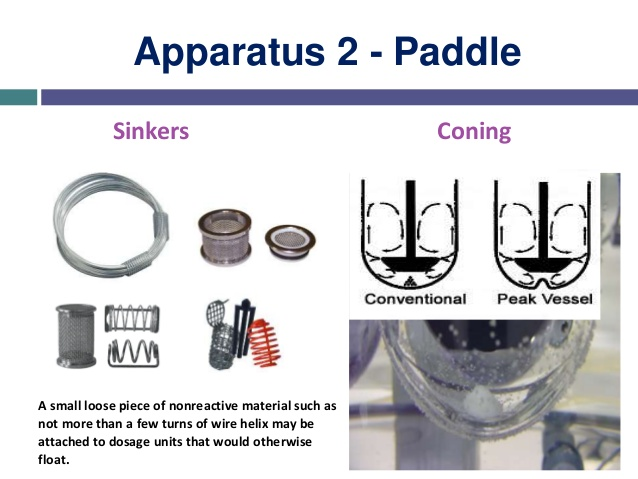 Apparatus 2 - Paddle
Sinkers
Coning
Conventional
Peak Vessel
A small loose piece of nonreactive material such as
not more than a few turns of wire helix may be
attached to dosage units that would otherwise
float.